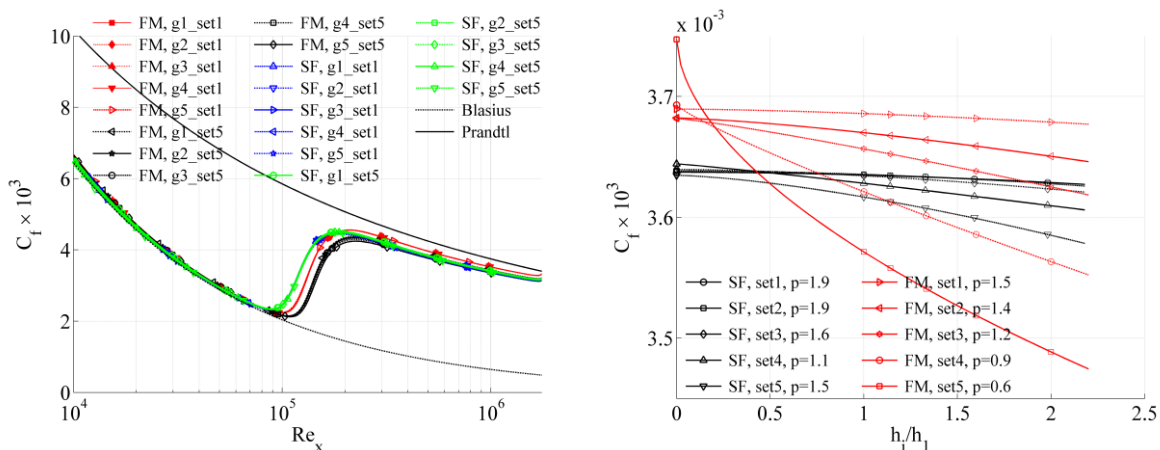 FM, g1_set1
FM, g2_set1
FM, g3_set1
FM, g4_set1
FM, g5_set1
FM, g1_set5
FM, g2_set5
FM, g3_set5
FM, g4_set5
FM, g5_set5
SF, g1_set1
SF, g2_set1
SF, g3_set1
SF, g4_set1
SF, g5_set1
SF, g1_set5
SF, g2_set5
SF, g3_set5
SF, g4_set5
SF, g5_set5
Blasius
Prandtl
10
8
6
4
2
0
C_f × 10^3
10^4
10^5
10^6
Re_x
x 10^-3
3.7
3.6
3.5
C_f × 10^3
SF, set1, p=1.9
SF, set2, p=1.9
SF, set3, p=1.6
SF, set4, p=1.1
SF, set5, p=1.5
FM, set1, p=1.5
FM, set2, p=1.4
FM, set3, p=1.2
FM, set4, p=0.9
FM, set5, p=0.6
0
0.5
1
1.5
2
2.5
h_i/h_1